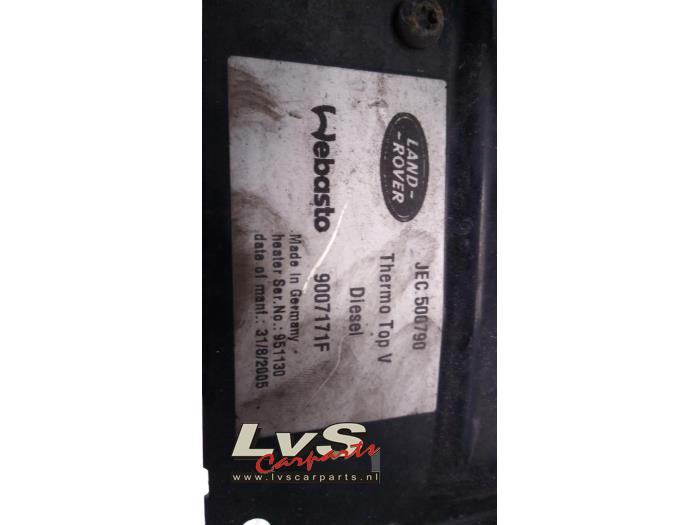 LAND-
-ROVER
JEC 500790
Thermo Top V
Diesel
Webasto
9007171F
Made in Germany
heater Ser.No.: 951130
date of manf.: 31/8/2005
LvS
Carparts
www.lvscarparts.nl